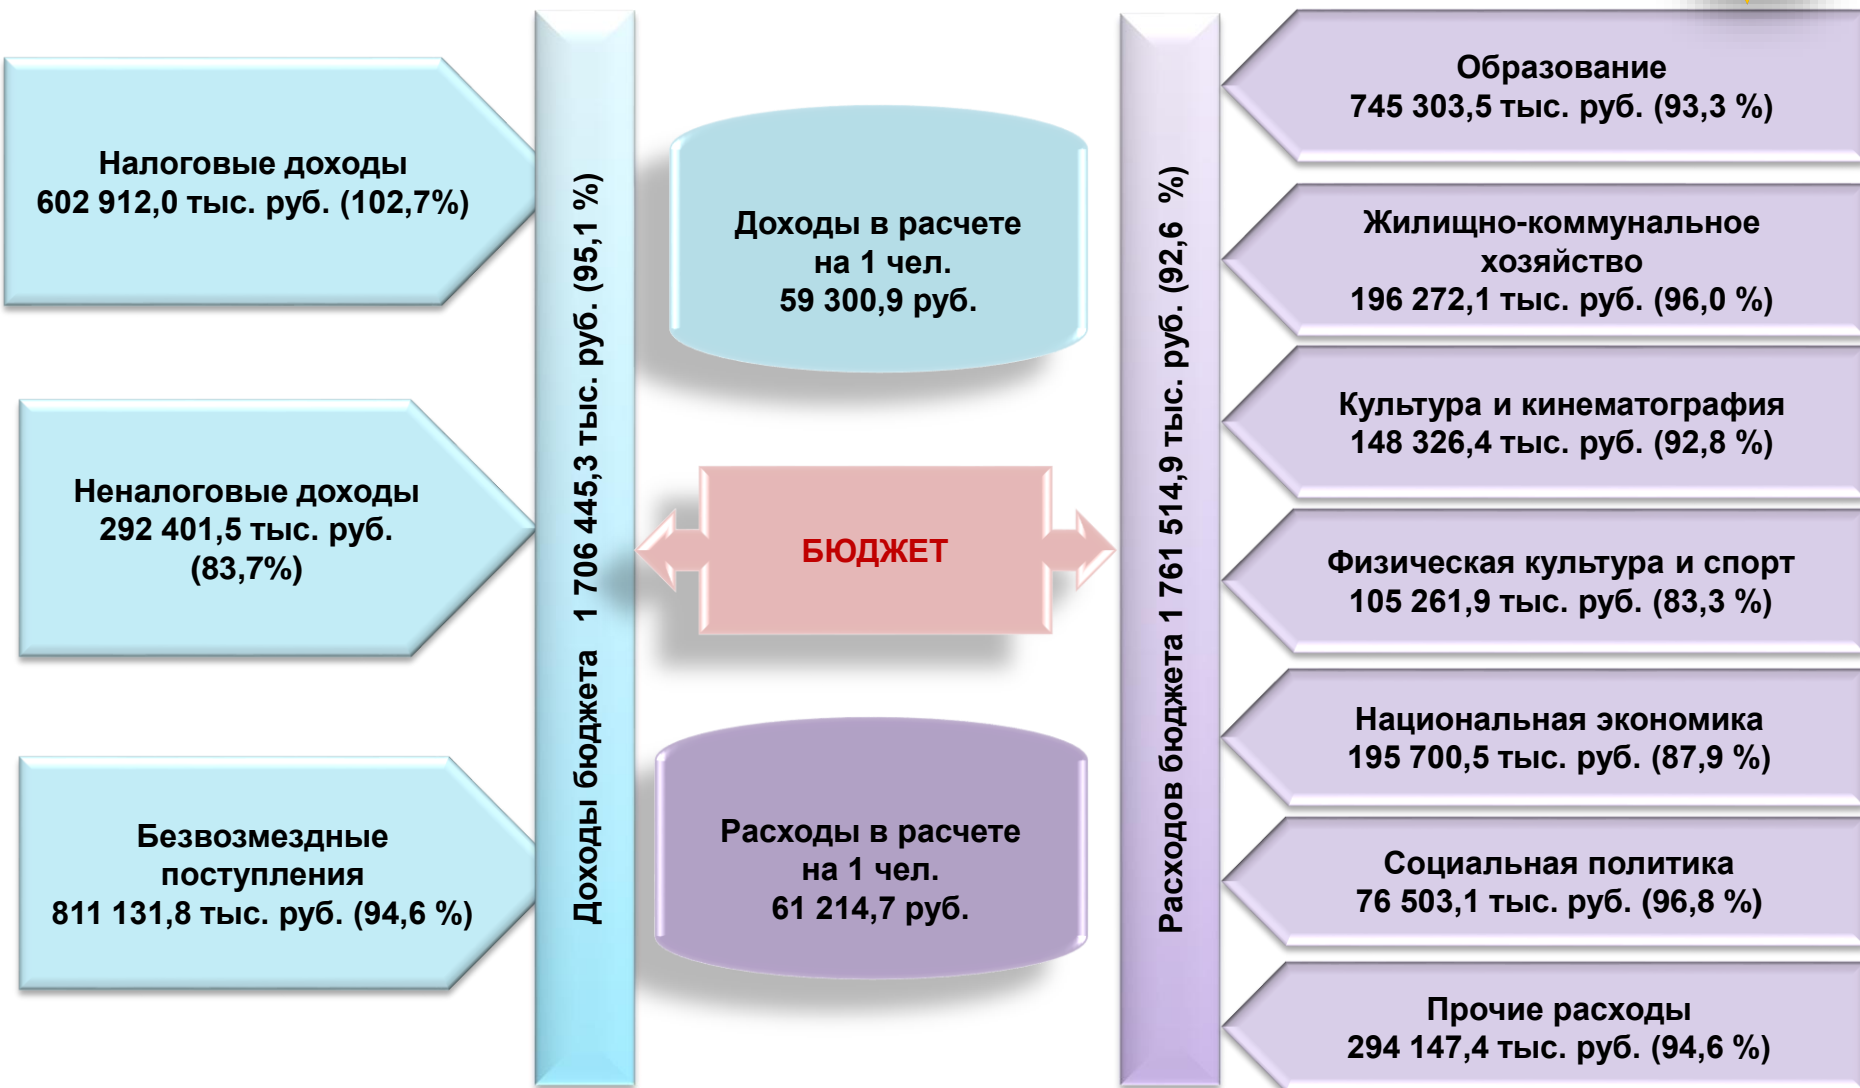 Налоговые доходы
602 912,0 тыс. руб. (102,7%)
Неналоговые доходы
292 401,5 тыс. руб.
(83,7%)
Безвозмездные
поступления
811 131,8 тыс. руб. (94,6 %)
Доходы бюджета 1 706 445,3 тыс. руб. (95,1 %)
Доходы в расчете
на 1 чел.
59 300,9 руб.
БЮДЖЕТ
Расходы в расчете
на 1 чел.
61 214,7 руб.
Расходов бюджета 1 761 514,9 тыс. руб. (92,6 %)
Образование
745 303,5 тыс. руб. (93,3 %)
Жилищно-коммунальное
хозяйство
196 272,1 тыс. руб. (96,0 %)
Культура и кинематография
148 326,4 тыс. руб. (92,8 %)
Физическая культура и спорт
105 261,9 тыс. руб. (83,3 %)
Национальная экономика
195 700,5 тыс. руб. (87,9 %)
Социальная политика
76 503,1 тыс. руб. (96,8 %)
Прочие расходы
294 147,4 тыс. руб. (94,6 %)